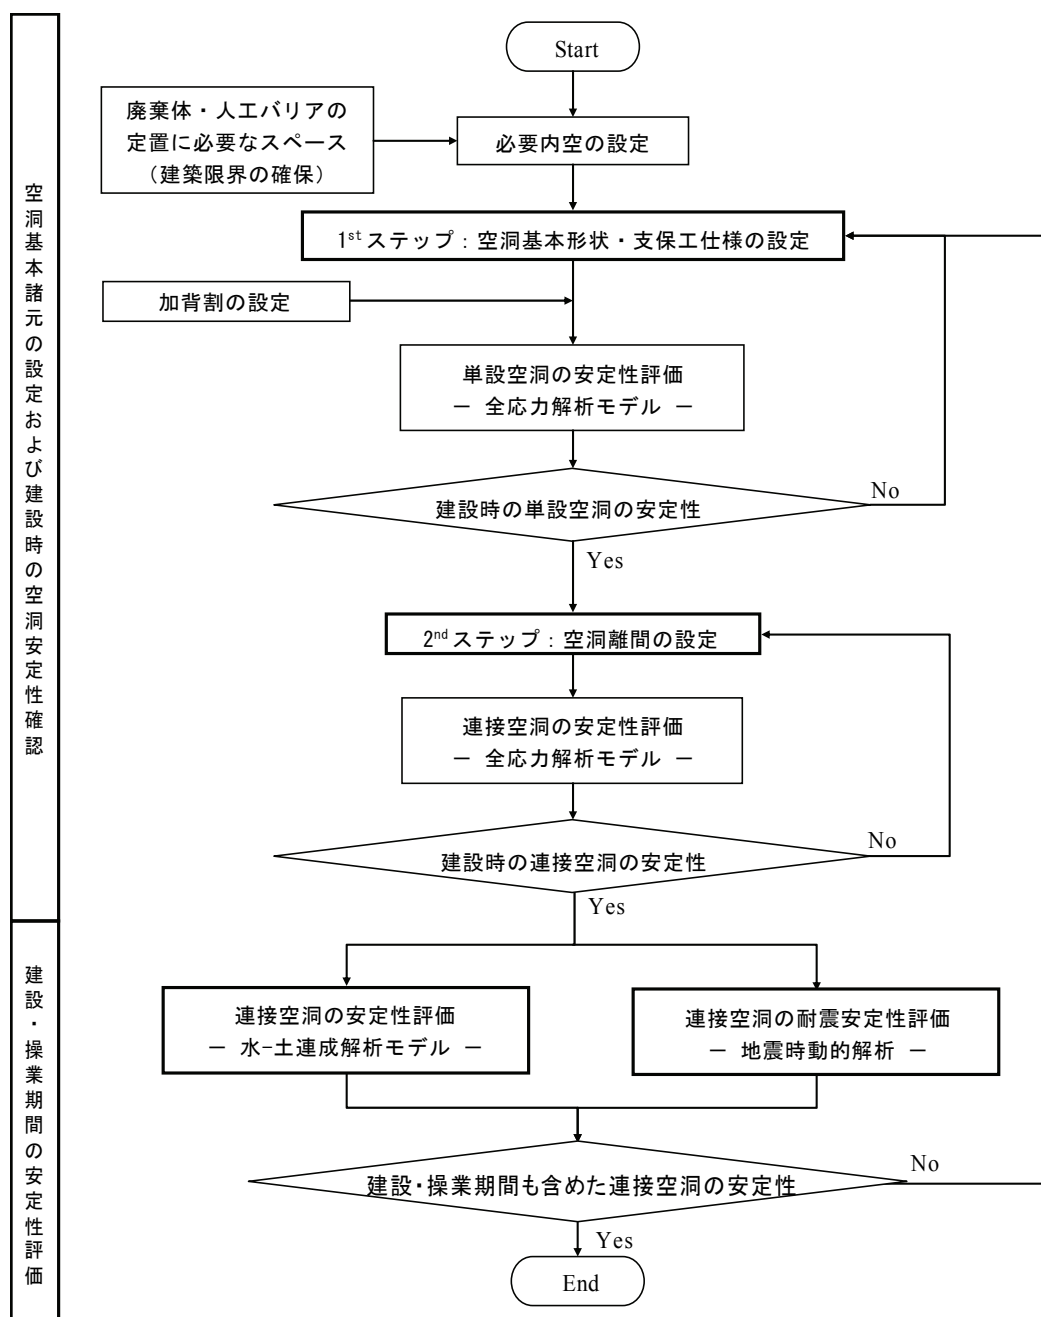 空洞基本諸元の設定および建設時の空洞安定性確認
Start
廃棄体・人工バリアの
定置に必要なスペース
（建築限界の確保）
必要内空の設定
1st ステップ：空洞基本形状・支保工仕様の設定
加背割の設定
単設空洞の安定性評価
－ 全応力解析モデル －
No
建設時の単設空洞の安定性
Yes
2nd ステップ：空洞離間の設定
連接空洞の安定性評価
－ 全応力解析モデル －
No
建設時の連接空洞の安定性
Yes
建設・操業期間の安定性評価
連接空洞の安定性評価
－ 水-土連成解析モデル －
連接空洞の耐震安定性評価
－ 地震時動的解析 －
No
建設・操業期間も含めた連接空洞の安定性
Yes
End